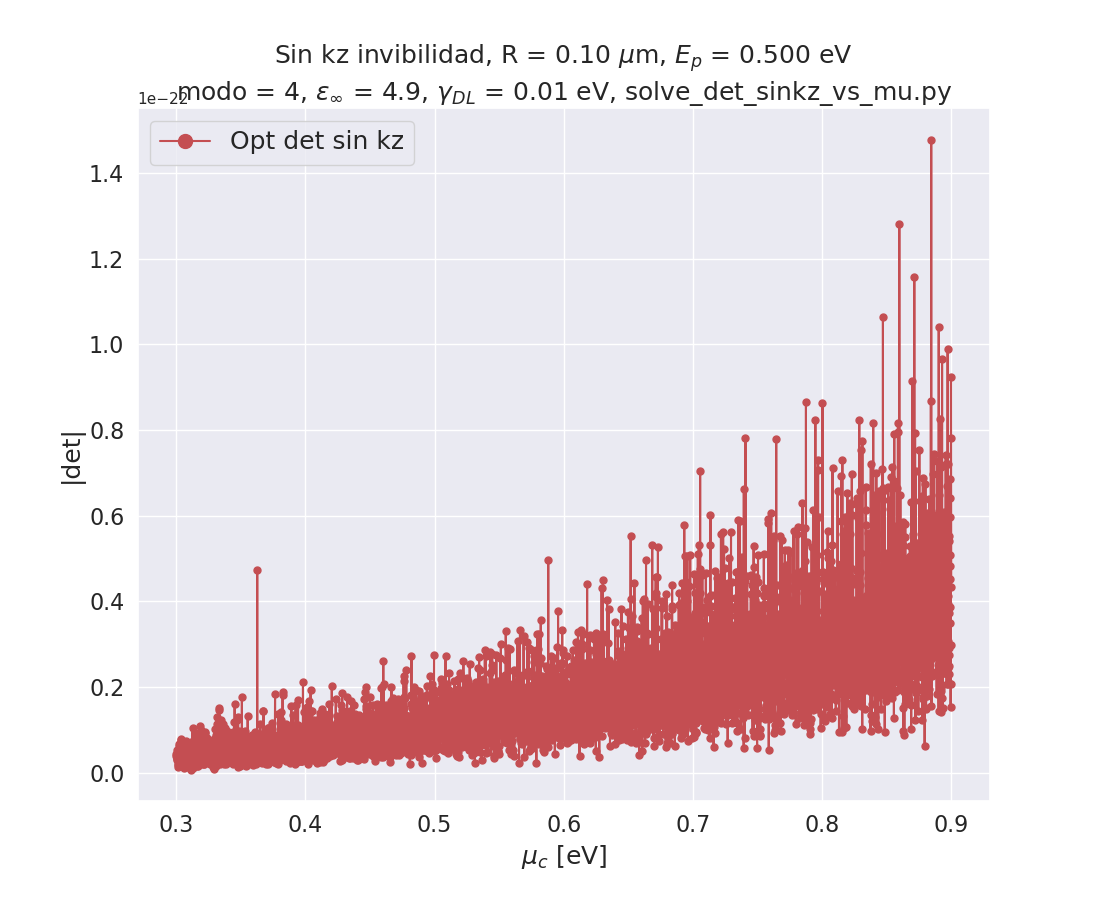 Sin kz invibilidad, R = 0.10 μm, $E_p$ = 0.500 eV
modo = 4, $ε_∞$ = 4.9, $γ_{DL}$ = 0.01 eV, solve_det_sinkz_vs_mu.py
1e−22
Opt det sin kz
1.4
1.2
1.0
0.8
0.6
0.4
0.2
0.0
|det|
0.3 0.4 0.5 0.6 0.7 0.8 0.9
$μ_c$ [eV]